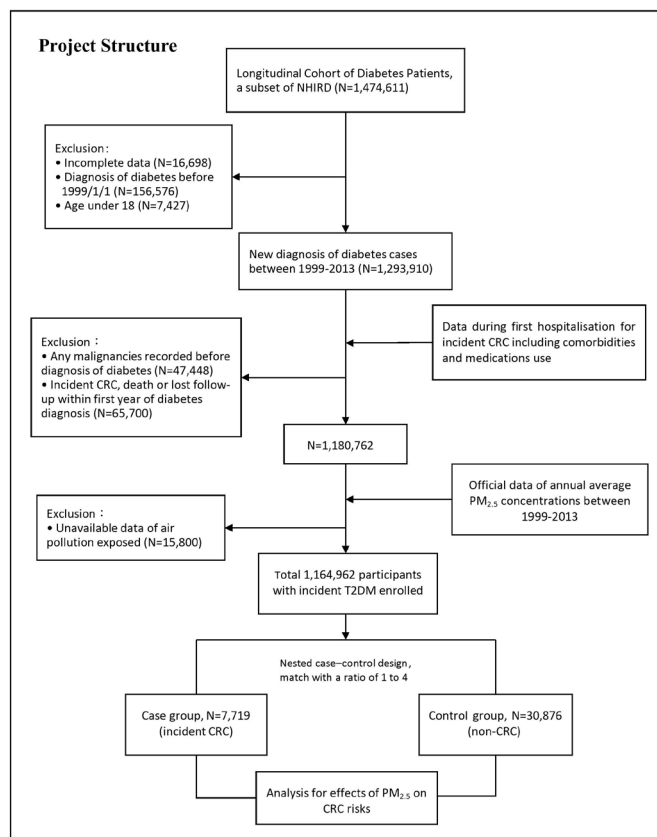 Project Structure
Longitudinal Cohort of Diabetes Patients,
a subset of NHIRD (N=1,474,611)
Exclusion:
• Incomplete data (N=16,698)
• Diagnosis of diabetes before
1999/1/1 (N=156,576)
• Age under 18 (N=7,427)
New diagnosis of diabetes cases
between 1999-2013 (N=1,293,910)
Data during first hospitalisation for
incident CRC including comorbidities
and medications use
Exclusion：
• Any malignancies recorded before
diagnosis of diabetes (N=47,448)
• Incident CRC, death or lost follow-
up within first year of diabetes
diagnosis (N=65,700)
N=1,180,762
Official data of annual average
PM2.5 concentrations between
1999-2013
Exclusion：
• Unavailable data of air
pollution exposed (N=15,800)
Total 1,164,962 participants
with incident T2DM enrolled
Nested case–control design,
match with a ratio of 1 to 4
Case group, N=7,719
(incident CRC)
Control group, N=30,876
(non-CRC)
Analysis for effects of PM2.5 on
CRC risks